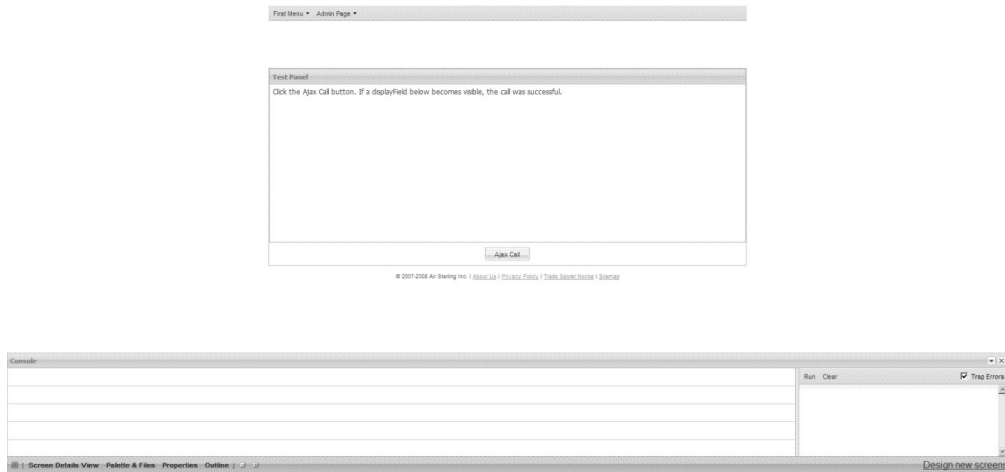 First Menu Admin Page
Test Panel
Click the Ajax Call button. If a displayField below becomes visible, the call was successful.
Ajax Call
© 2007-2008 Air Starling Inc. | About Us | Privacy Policy | Trade Secret Notice | Sitemap
Console
Run Clear Trap Errors
| Screen Details View Palette & Files Properties Outline |
Design new screen